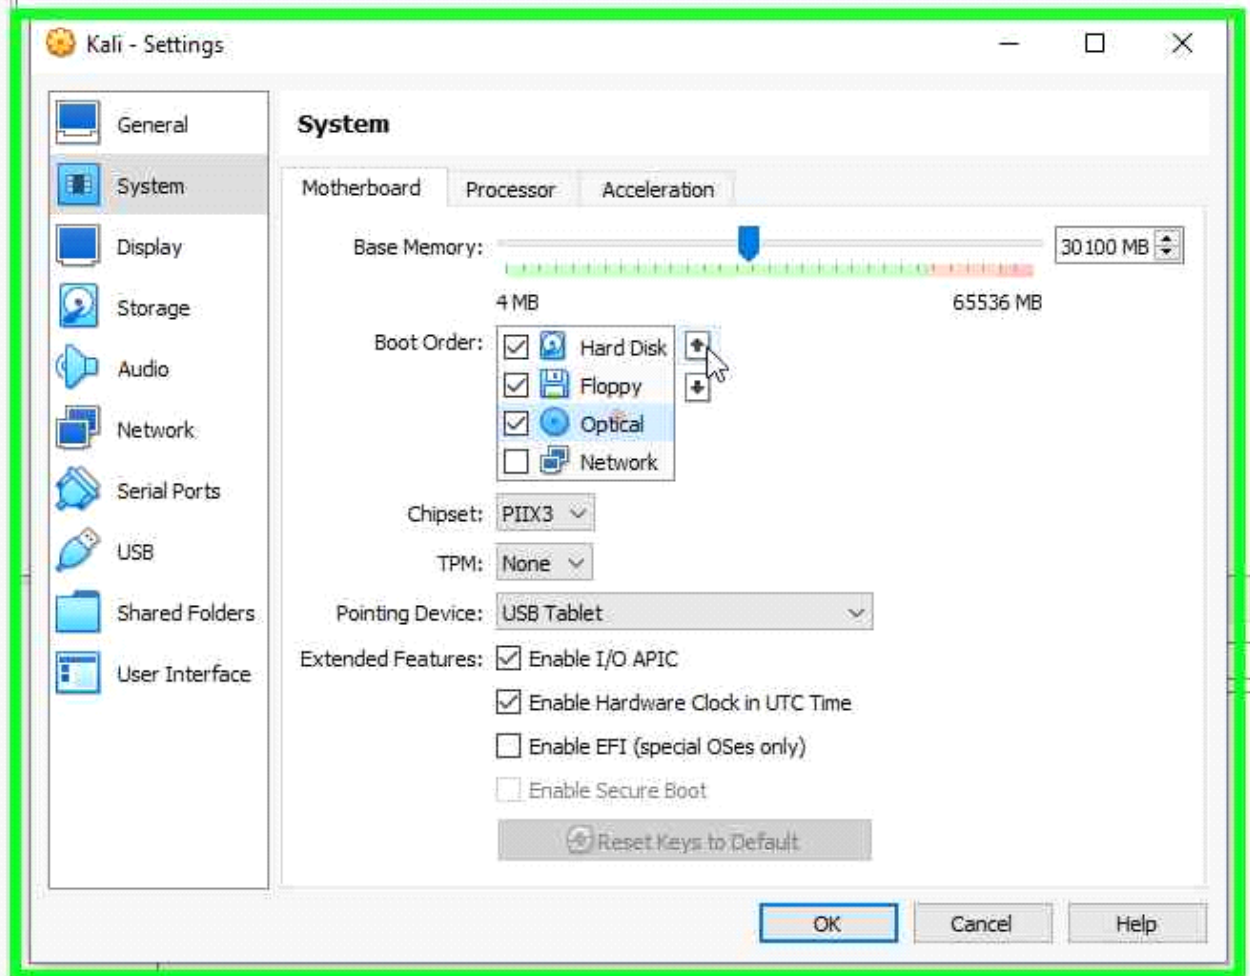 Kali - Settings
General
System
Display
Storage
Audio
Network
Serial Ports
USB
Shared Folders
User Interface
System
Motherboard Processor Acceleration
Base Memory: 30100 MB
4 MB 65536 MB
Boot Order: Hard Disk
Floppy
Optical
Network
Chipset: PIIX3
TPM: None
Pointing Device: USB Tablet
Extended Features: Enable I/O APIC
Enable Hardware Clock in UTC Time
Enable EFI (special OSes only)
Enable Secure Boot
Reset Keys to Default
OK Cancel Help